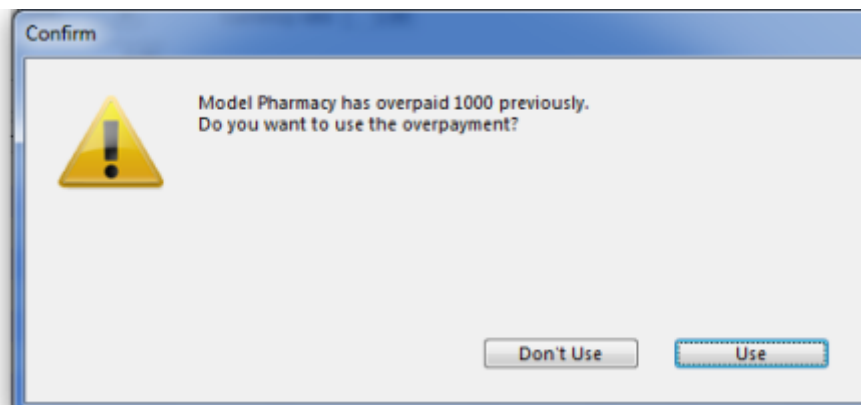 Confirm
Model Pharmacy has overpaid 1000 previously.
Do you want to use the overpayment?
Don't Use
Use